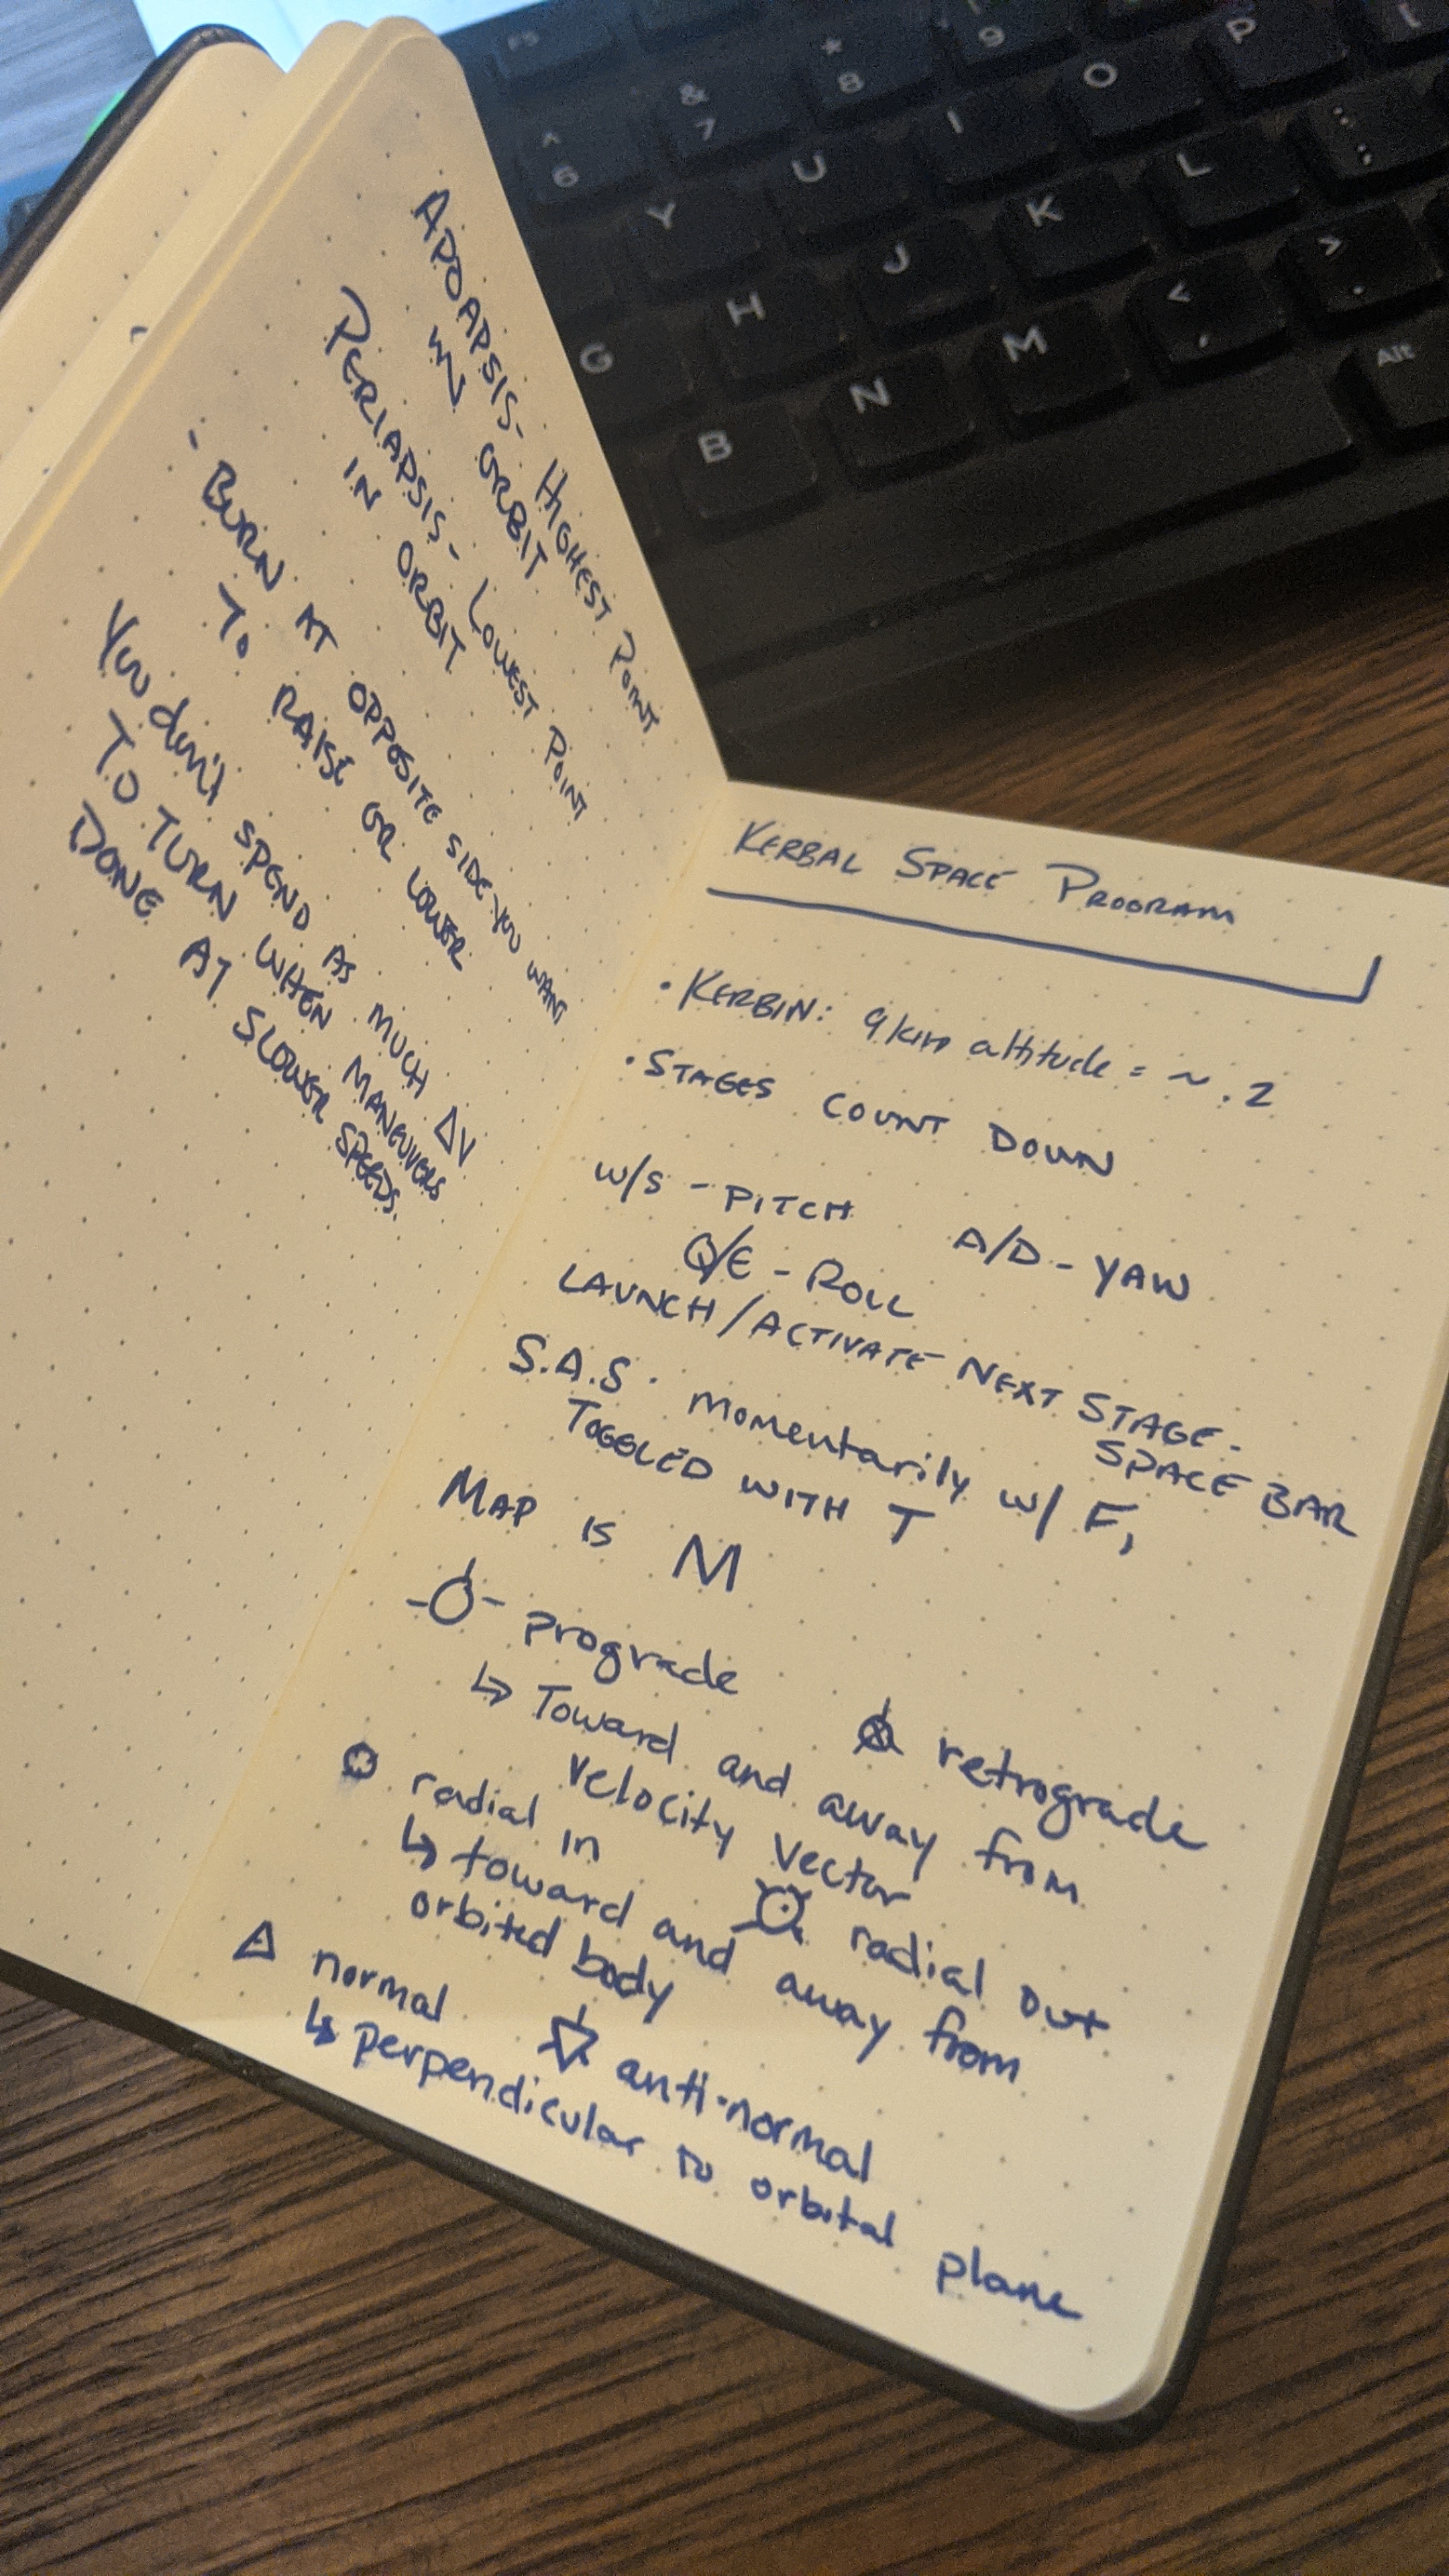 APOAPSIS- HIGHEST POINT
IN ORBIT
PERIAPSIS- LOWEST POINT
IN ORBIT
- BURN AT OPPOSITE SIDE YOU WANT
TO RAISE OR LOWER
You don't SPEND AS MUCH ΔV
TO TURN WHEN MANEUVERS
DONE AT SLOWER SPEEDS.
KERBAL SPACE PROGRAM
• KERBIN: 9km altitude = ~ .2
• STAGES COUNT DOWN
W/S - PITCH A/D - YAW
Q/E - ROLL
LAUNCH/ACTIVATE NEXT STAGE -
SPACE BAR
S.A.S. momentarily w/ F,
TOGGLED WITH T
MAP IS M
prograde retrograde
↳ Toward and away from
velocity vector
radial in radial out
↳ toward and away from
orbited body
normal anti-normal
↳ perpendicular to orbital plane
F5
^ 6
& 7
* 8
( 9
Y U I O P [
G H J K L : ;
B N M < , > .
Alt